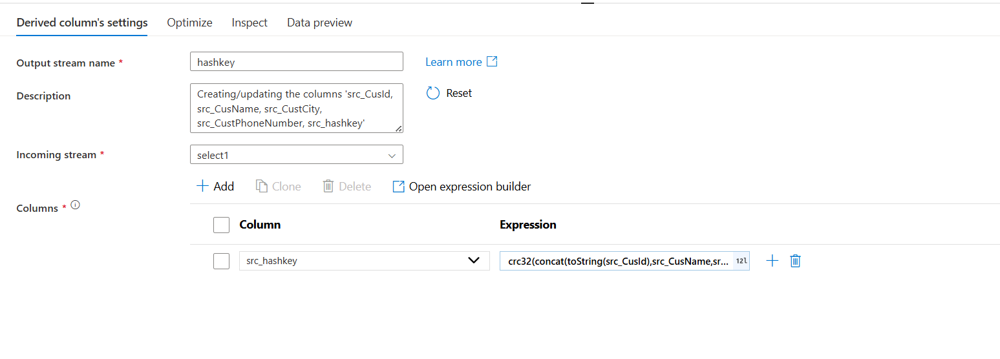 Derived column's settings Optimize Inspect Data preview
Output stream name * hashkey Learn more
Description Creating/updating the columns 'src_CusId,
src_CusName, src_CustCity,
src_CustPhoneNumber, src_hashkey' Reset
Incoming stream * select1
Add Clone Delete Open expression builder
Columns *
Column Expression
src_hashkey crc32(concat(toString(src_CusId),src_CusName,sr... 12l